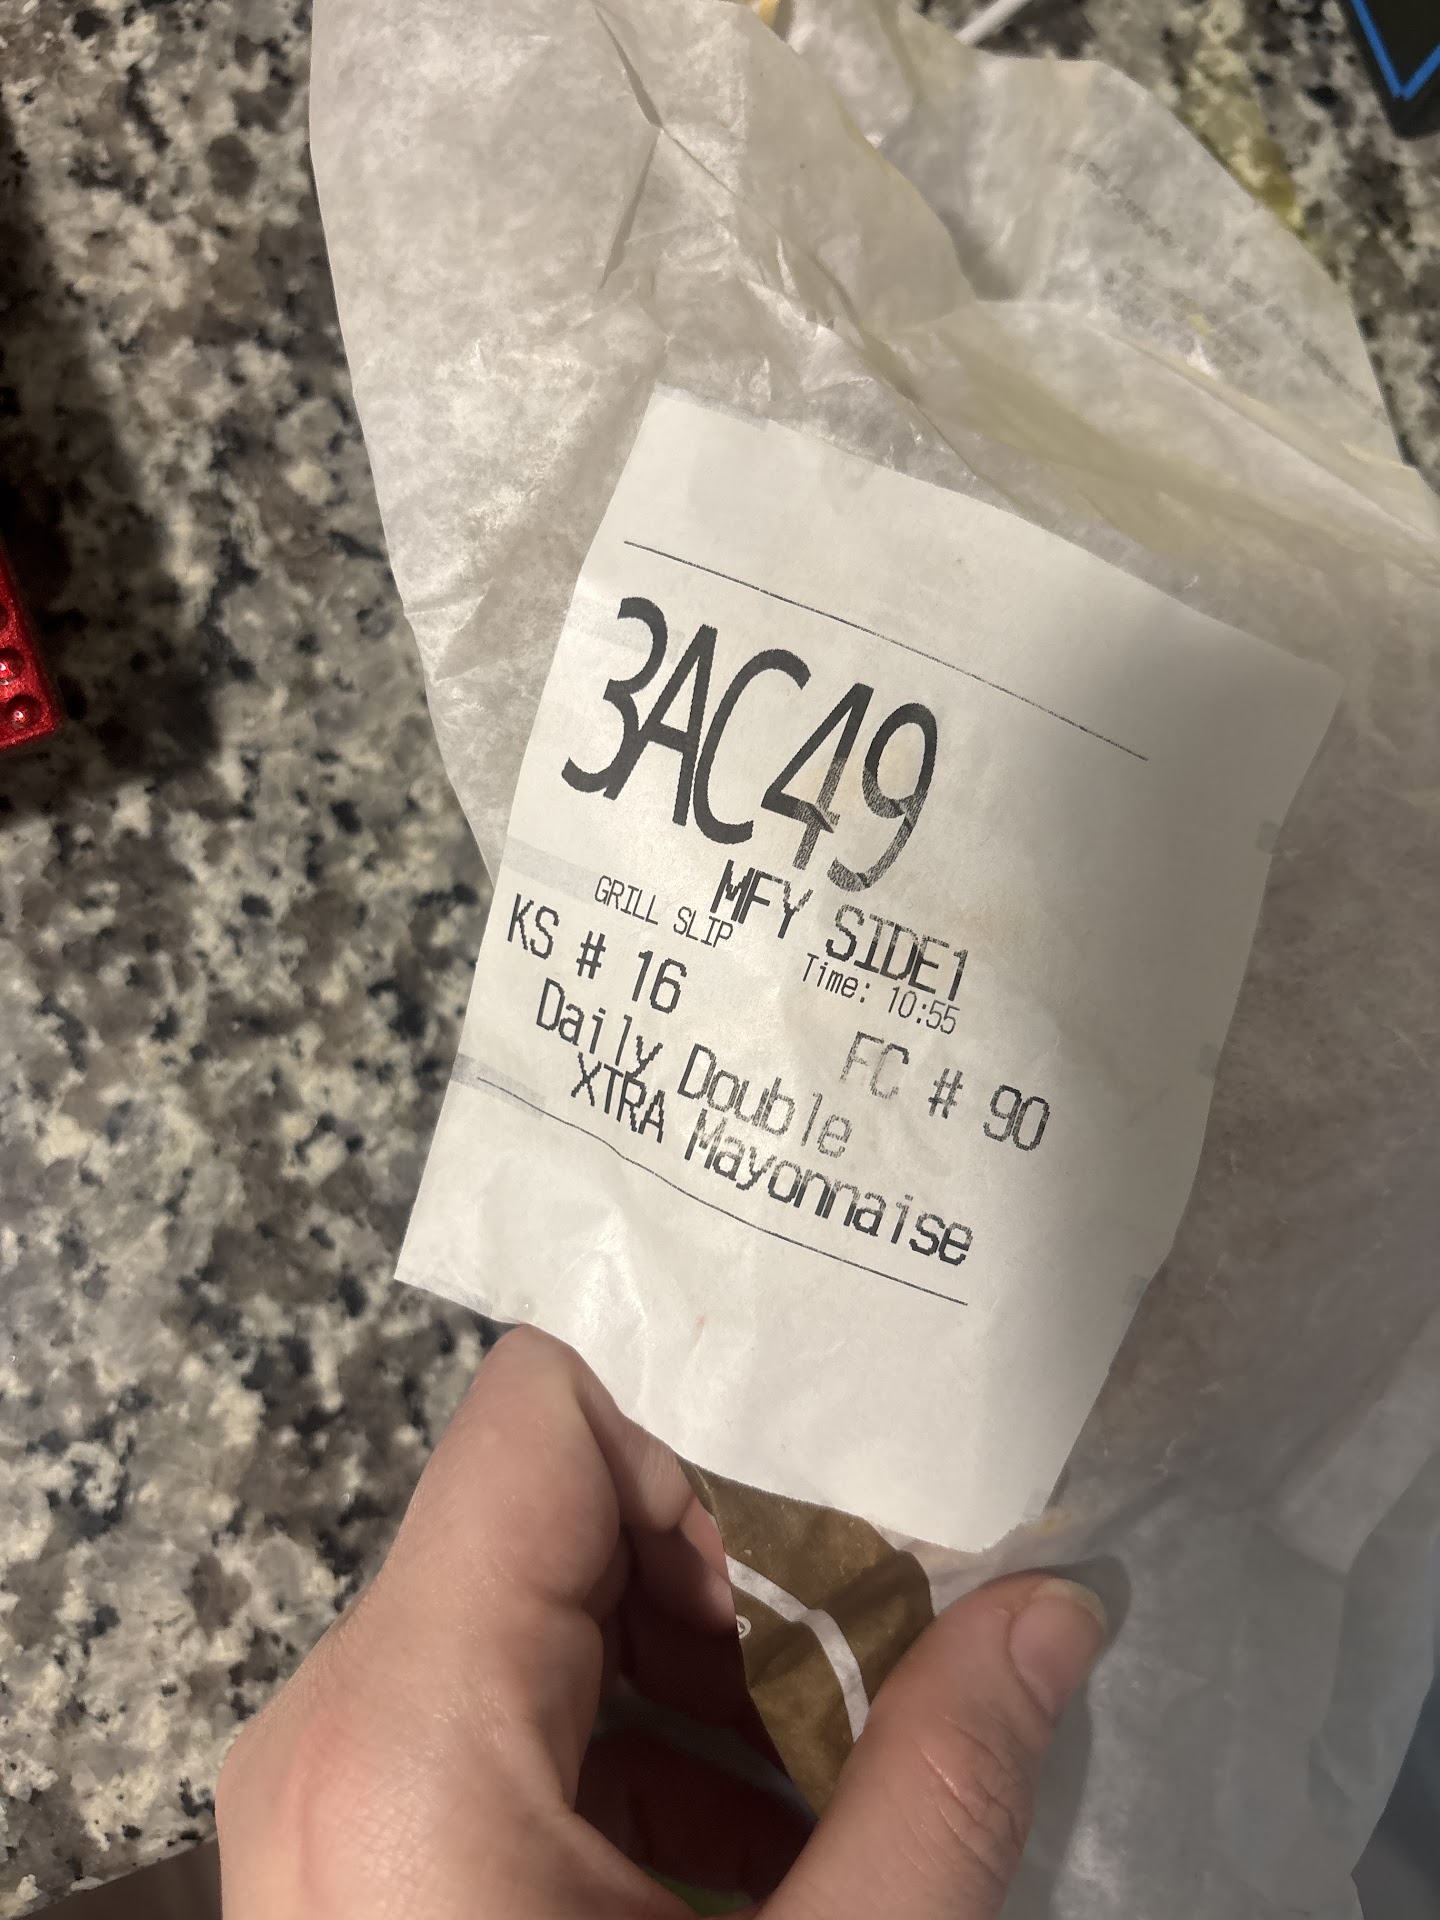 3AC49
MFY SIDE1
GRILL SLIP Time: 10:55
KS # 16 FC # 90
Daily Double
XTRA Mayonnaise